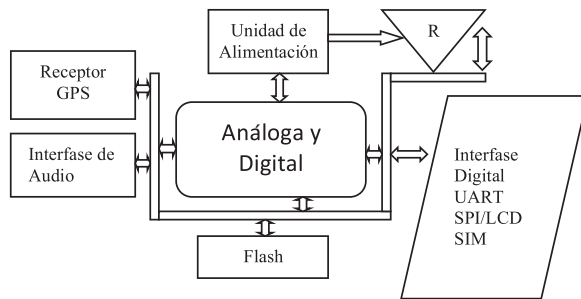 Unidad de
Alimentación
R
Receptor
GPS
Interfase de
Audio
Análoga y
Digital
Interfase
Digital
UART
SPI/LCD
SIM
Flash